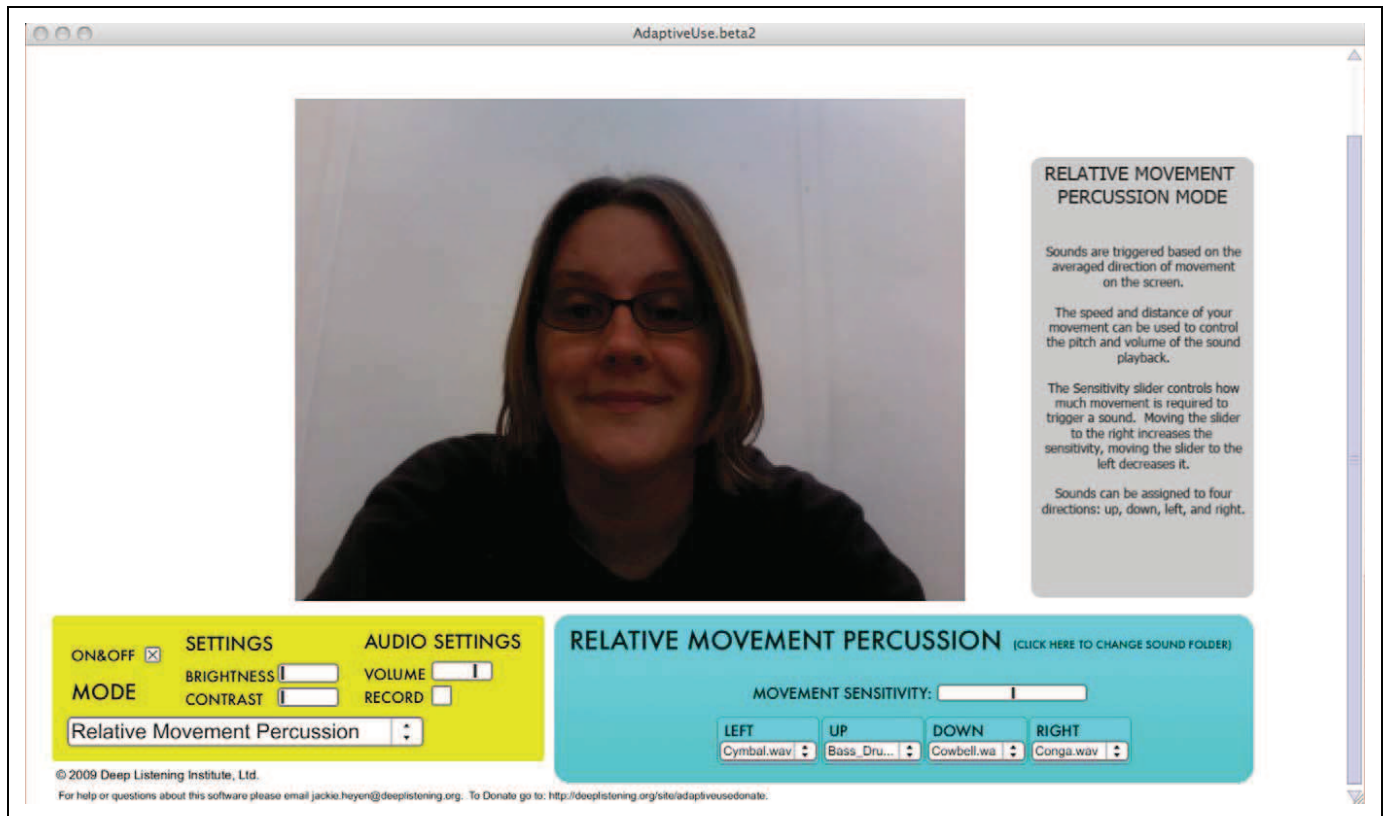 AdaptiveUse.beta2
RELATIVE MOVEMENT
PERCUSSION MODE
Sounds are triggered based on the
averaged direction of movement
on the screen.
The speed and distance of your
movement can be used to control
the pitch and volume of the sound
playback.
The Sensitivity slider controls how
much movement is required to
trigger a sound. Moving the slider
to the right increases the
sensitivity, moving the slider to the
left decreases it.
Sounds can be assigned to four
directions: up, down, left, and right.
ON&OFF
SETTINGS
AUDIO SETTINGS
BRIGHTNESS
VOLUME
MODE
CONTRAST
RECORD
Relative Movement Percussion
RELATIVE MOVEMENT PERCUSSION (CLICK HERE TO CHANGE SOUND FOLDER)
MOVEMENT SENSITIVITY:
LEFT UP DOWN RIGHT
Cymbal.wav Bass_Dru... Cowbell.wa Conga.wav
© 2009 Deep Listening Institute, Ltd.
For help or questions about this software please email jackie.heyen@deeplistening.org. To Donate go to: http://deeplistening.org/site/adaptiveusedonate.